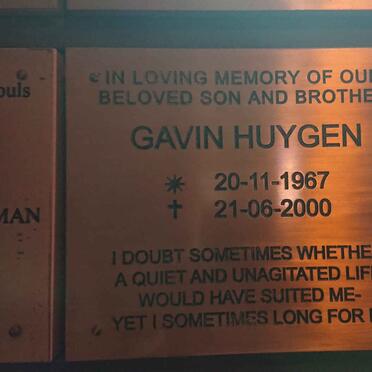 ouls
MAN
IN LOVING MEMORY OF OU
BELOVED SON AND BROTHE
GAVIN HUYGEN
20-11-1967
21-06-2000
I DOUBT SOMETIMES WHETHE
A QUIET AND UNAGITATED LIF
WOULD HAVE SUITED ME-
YET I SOMETIMES LONG FOR